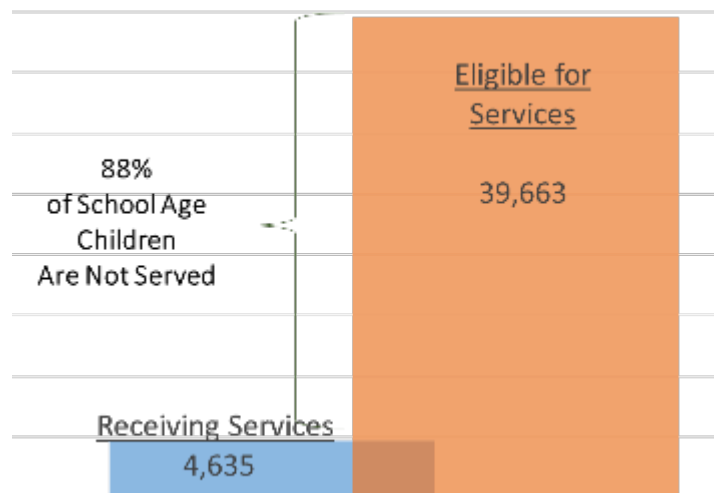 Eligible for
Services
39,663
88%
of School Age
Children
Are Not Served
Receiving Services
4,635